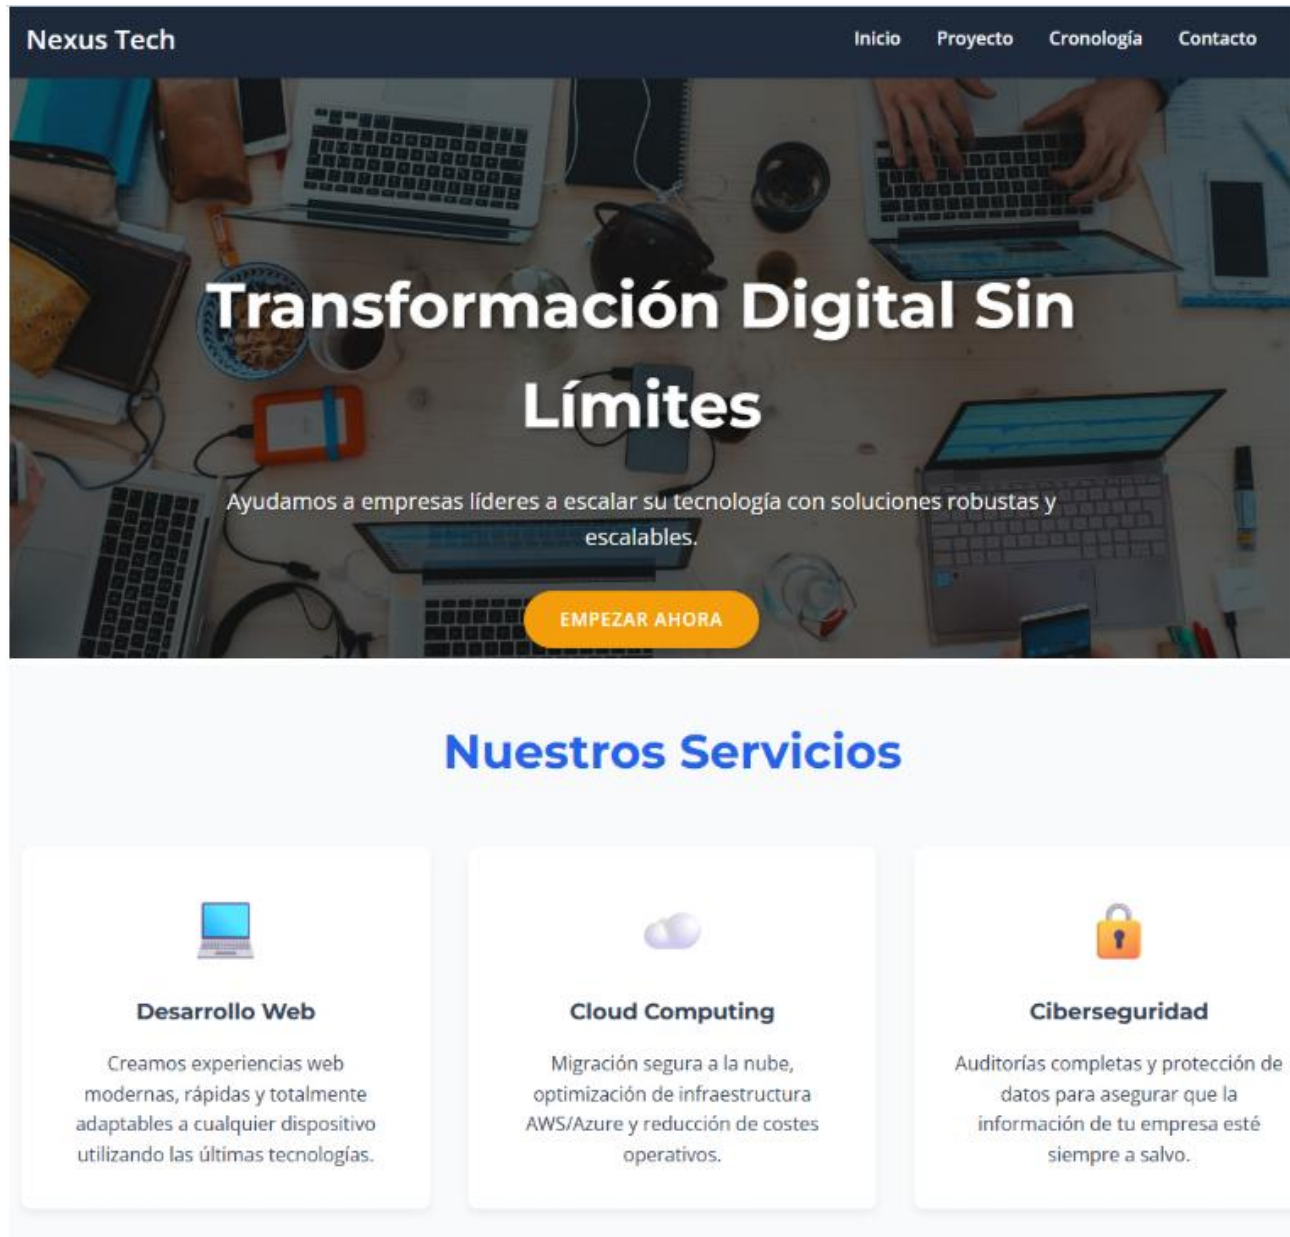 Nexus Tech
Inicio Proyecto Cronología Contacto
Transformación Digital Sin
Límites
Ayudamos a empresas líderes a escalar su tecnología con soluciones robustas y
escalables.
EMPEZAR AHORA
Nuestros Servicios
Desarrollo Web
Creamos experiencias web
modernas, rápidas y totalmente
adaptables a cualquier dispositivo
utilizando las últimas tecnologías.
Cloud Computing
Migración segura a la nube,
optimización de infraestructura
AWS/Azure y reducción de costes
operativos.
Ciberseguridad
Auditorías completas y protección de
datos para asegurar que la
información de tu empresa esté
siempre a salvo.